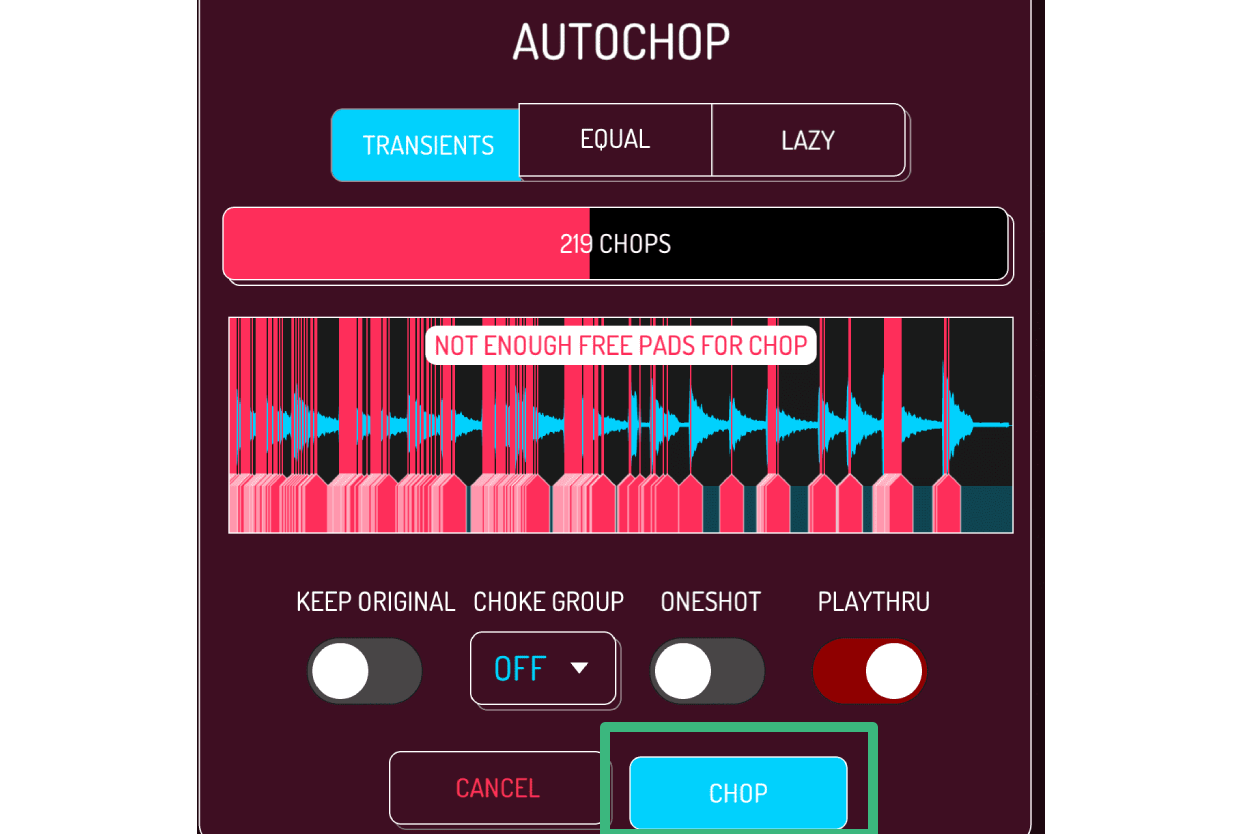 AUTOCHOP
TRANSIENTS EQUAL LAZY
219 CHOPS
NOT ENOUGH FREE PADS FOR CHOP
KEEP ORIGINAL CHOKE GROUP ONESHOT PLAYTHRU
OFF
CANCEL CHOP